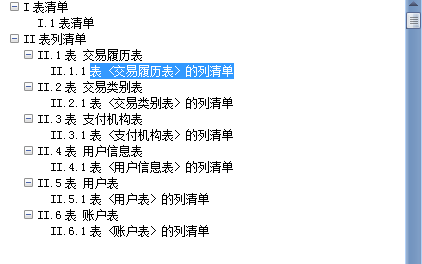 I 表清单
I.1 表清单
II 表列清单
II.1 表 交易履历表
II.1.1 表 <交易履历表> 的列清单
II.2 表 交易类别表
II.2.1 表 <交易类别表> 的列清单
II.3 表 支付机构表
II.3.1 表 <支付机构表> 的列清单
II.4 表 用户信息表
II.4.1 表 <用户信息表> 的列清单
II.5 表 用户表
II.5.1 表 <用户表> 的列清单
II.6 表 账户表
II.6.1 表 <账户表> 的列清单